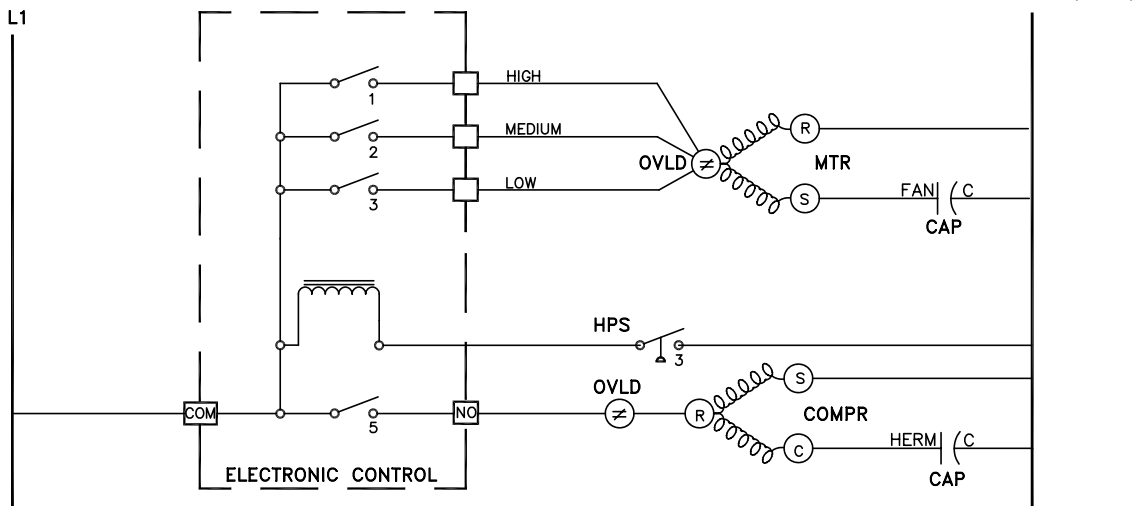 L1
HIGH
1
MEDIUM
2
LOW
3
OVLD
≠
R
MTR
S
FAN
C
CAP
HPS
3
OVLD
≠
S
R
COMPR
C
HERM
C
CAP
COM
5
NO
ELECTRONIC CONTROL